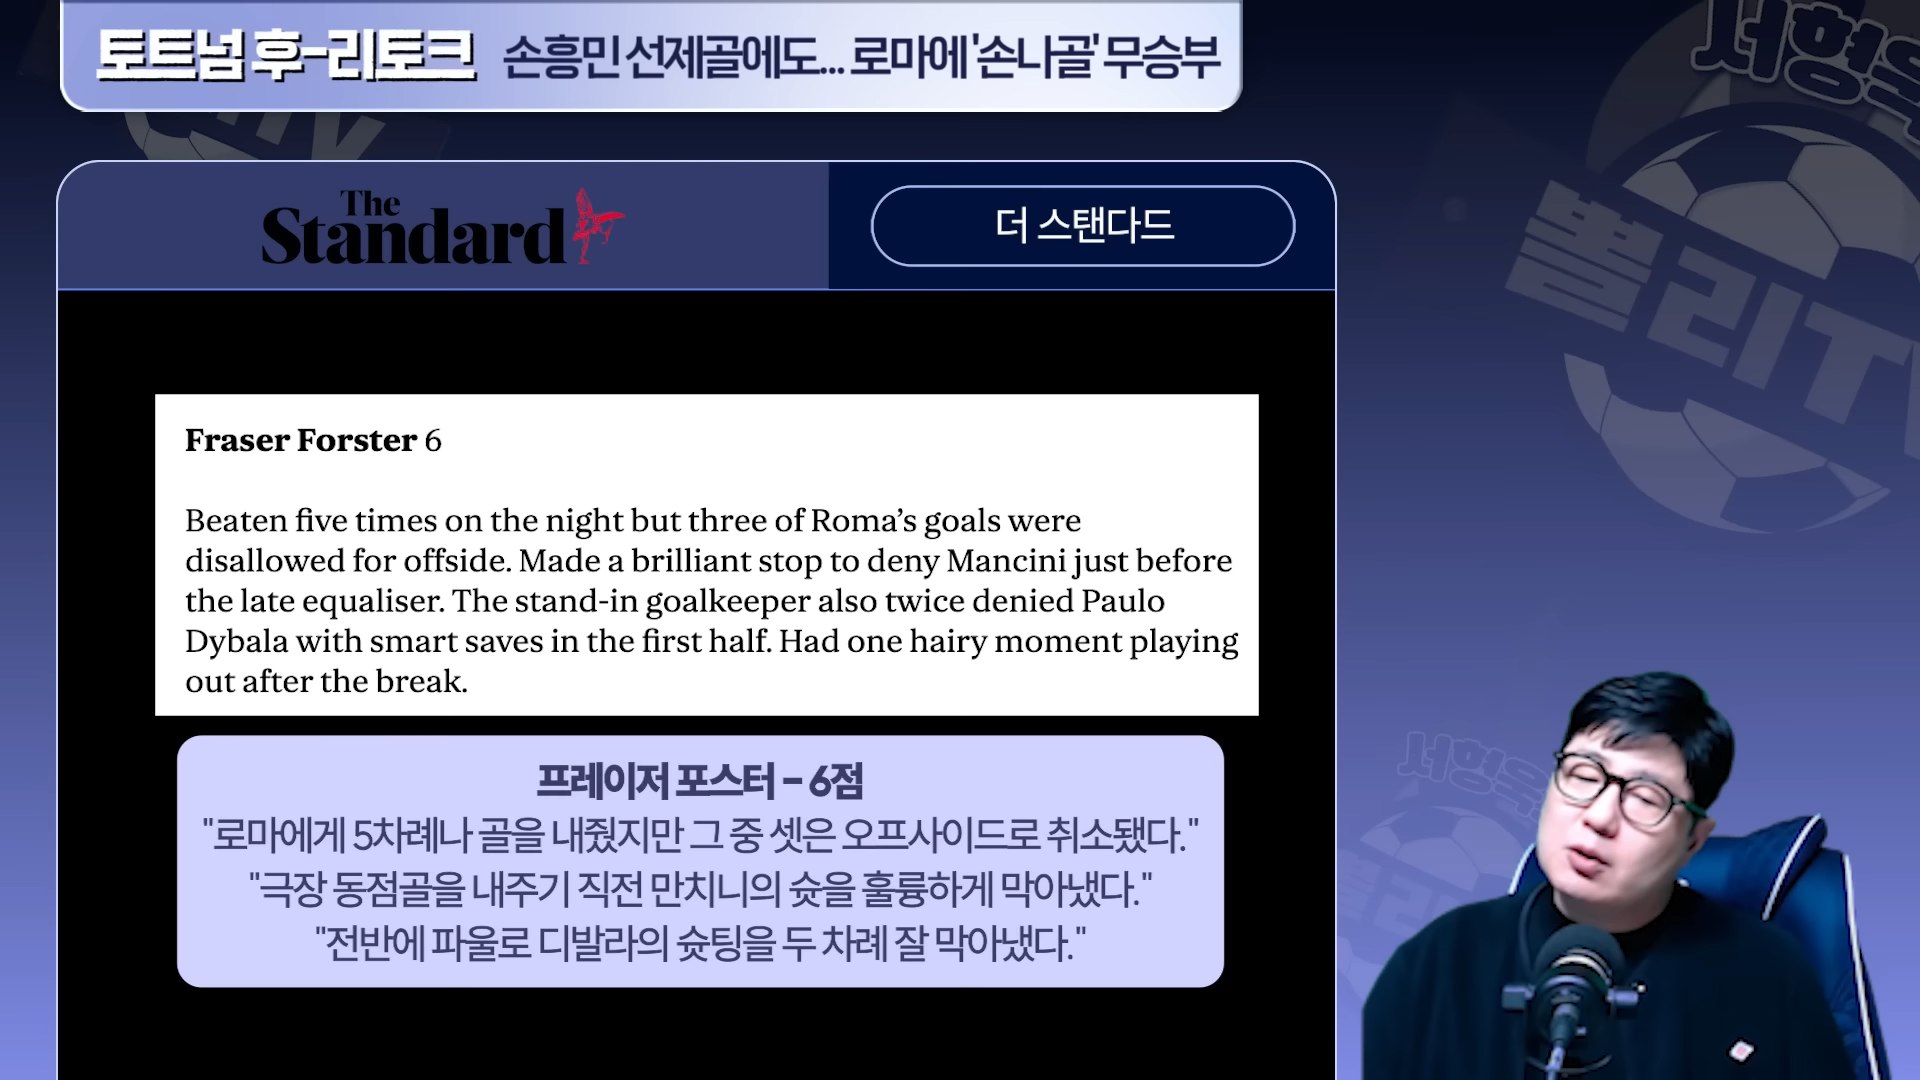 토트넘 후-리토크 손흥민 선제골에도... 로마에 '손나골' 무승부
서형욱
뽈리TV
The
Standard
더 스탠다드
Fraser Forster 6
Beaten five times on the night but three of Roma’s goals were
disallowed for offside. Made a brilliant stop to deny Mancini just before
the late equaliser. The stand-in goalkeeper also twice denied Paulo
Dybala with smart saves in the first half. Had one hairy moment playing
out after the break.
프레이저 포스터 – 6점
"로마에게 5차례나 골을 내줬지만 그 중 셋은 오프사이드로 취소됐다."
"극장 동점골을 내주기 직전 만치니의 슛을 훌륭하게 막아냈다."
"전반에 파울로 디발라의 슛팅을 두 차례 잘 막아냈다."